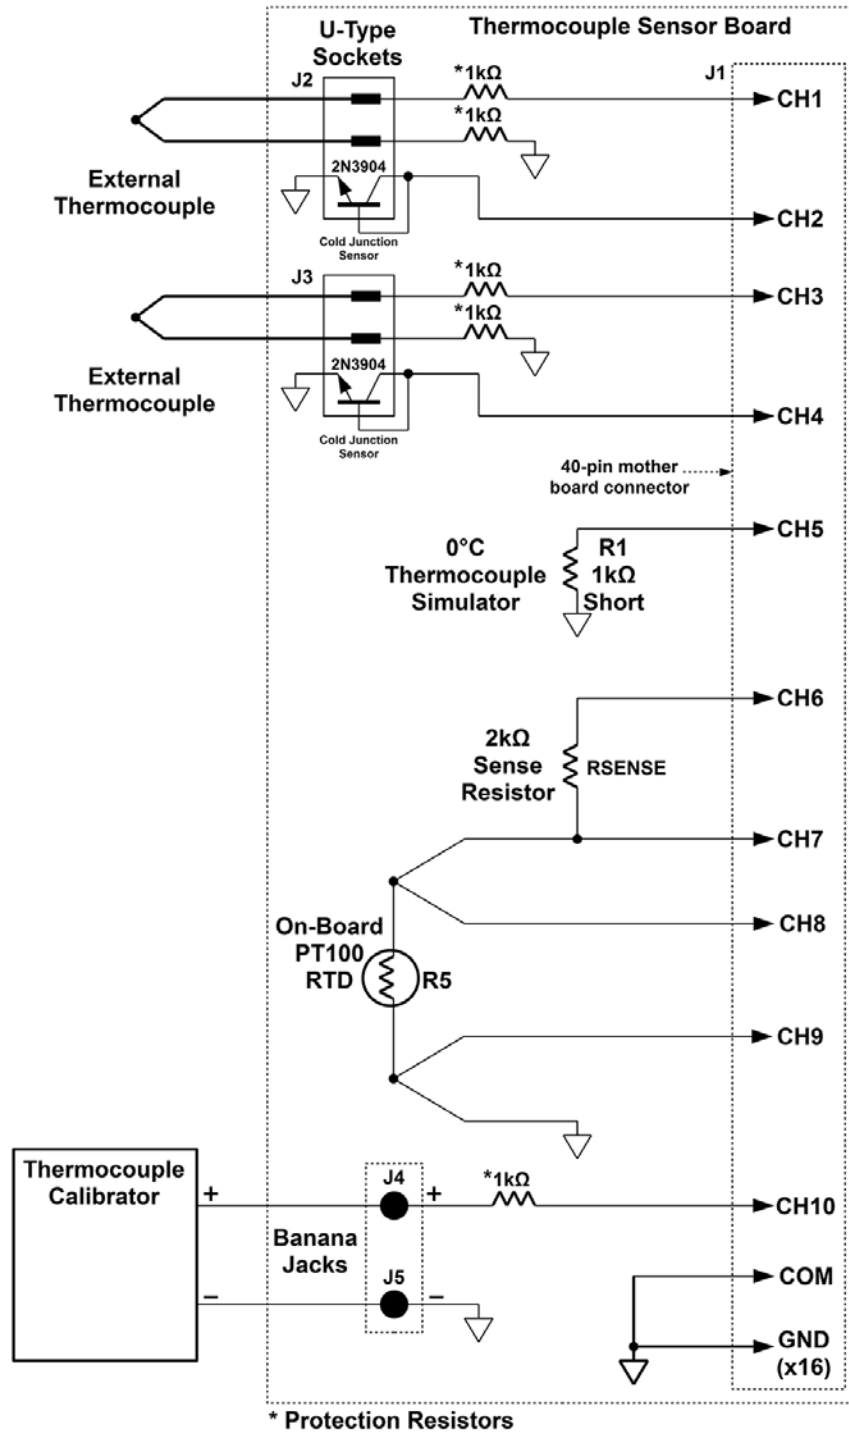 Thermocouple Sensor Board
U-Type
Sockets
J1
J2
*1kΩ
CH1
*1kΩ
External
Thermocouple
2N3904
CH2
Cold Junction
Sensor
J3
*1kΩ
CH3
*1kΩ
External
Thermocouple
2N3904
CH4
Cold Junction
Sensor
40-pin mother
board connector
CH5
0°C
Thermocouple
Simulator
R1
1kΩ
Short
CH6
2kΩ
Sense
Resistor
RSENSE
CH7
CH8
On-Board
PT100
RTD
R5
CH9
Thermocouple
Calibrator
+
J4
+
*1kΩ
CH10
Banana
Jacks
J5
–
–
COM
GND
(x16)
* Protection Resistors